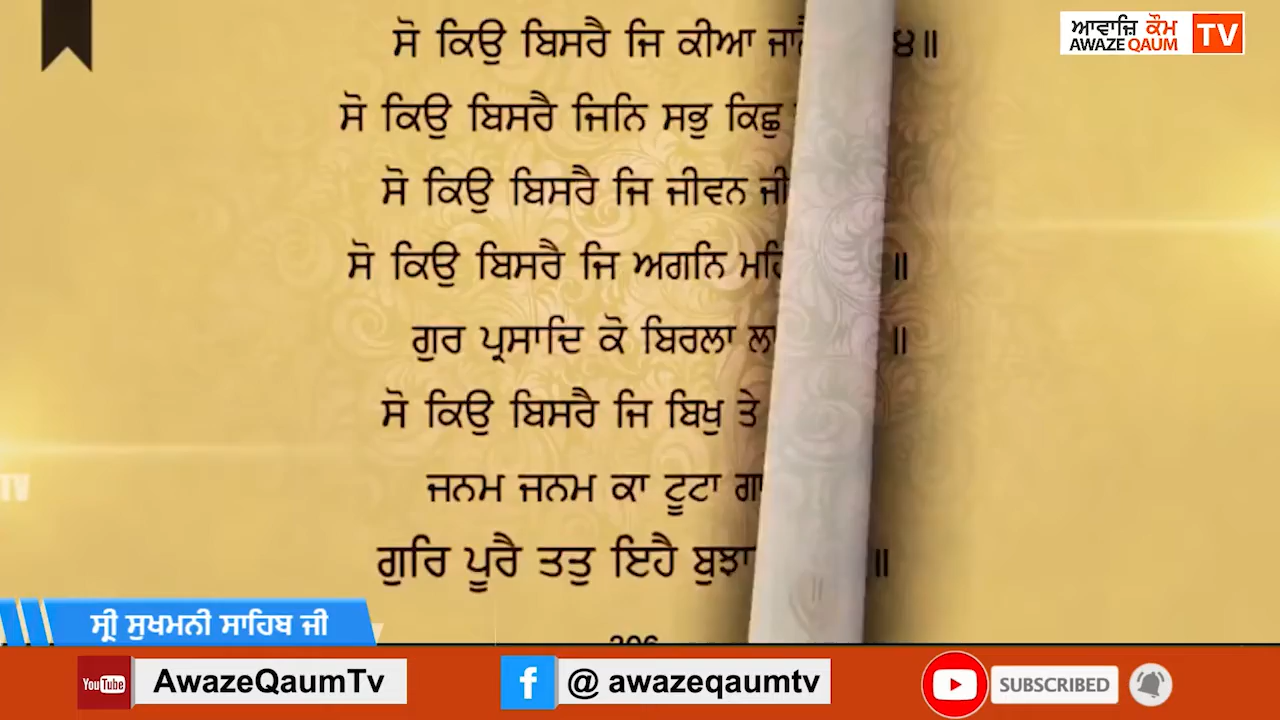 ਸੋ ਕਿਉ ਬਿਸਰੈ ਜਿ ਕੀਆ ਜਾਨੈ ੪॥
ਆਵਾਜ਼ਿ ਕੌਮ
AWAZE QAUM TV
ਸੋ ਕਿਉ ਬਿਸਰੈ ਜਿਨਿ ਸਭੁ ਕਿਛੁ
ਸੋ ਕਿਉ ਬਿਸਰੈ ਜਿ ਜੀਵਨ
ਸੋ ਕਿਉ ਬਿਸਰੈ ਜਿ ਅਗਨਿ ਮਹਿ ॥
ਗੁਰ ਪ੍ਰਸਾਦਿ ਕੋ ਬਿਰਲਾ ॥
ਸੋ ਕਿਉ ਬਿਸਰੈ ਜਿ ਬਿਖੁ ਤੇ
ਜਨਮ ਜਨਮ ਕਾ ਟੂਟਾ
ਗੁਰਿ ਪੂਰੈ ਤਤੁ ਇਹੈ ਬੁਝਾ ॥
TV
ਸ੍ਰੀ ਸੁਖਮਨੀ ਸਾਹਿਬ ਜੀ
YouTube AwazeQaumTv
f @ awazeqaumtv
SUBSCRIBED